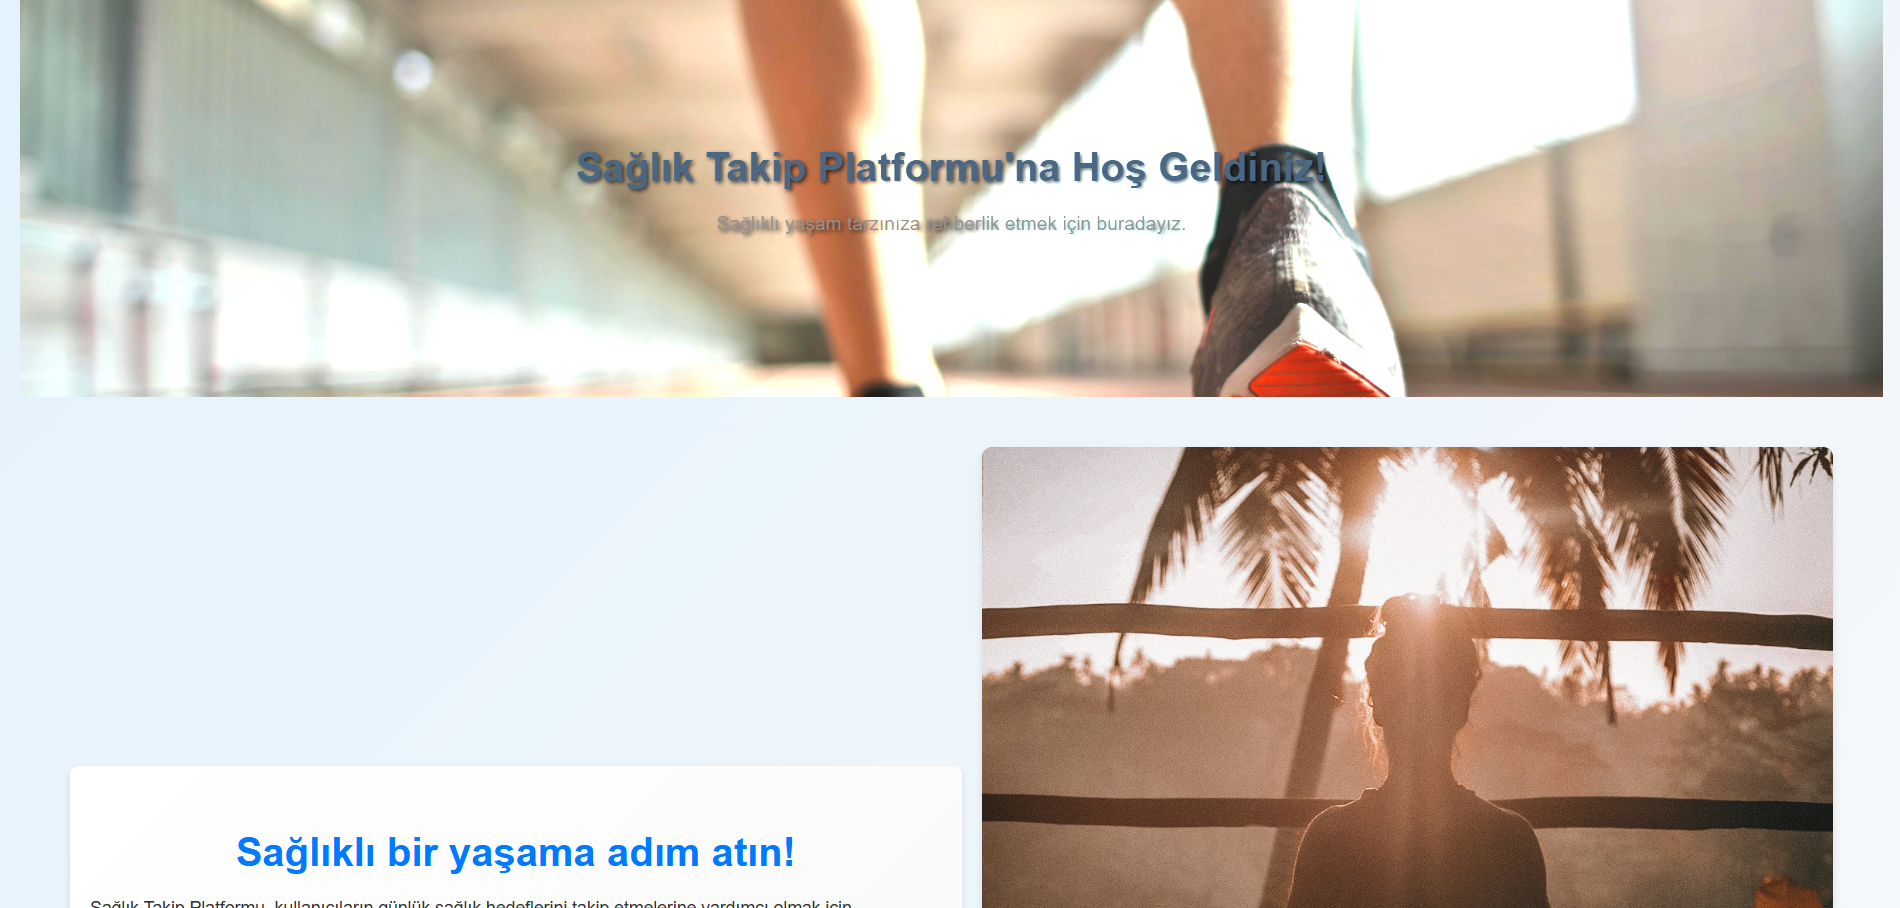 Sağlık Takip Platformu'na Hoş Geldiniz!
Sağlıklı yaşam tarzınıza rehberlik etmek için buradayız.
Sağlıklı bir yaşama adım atın!
Sağlık Takip Platformu, kullanıcıların günlük sağlık hedeflerini takip etmelerine yardımcı olmak için